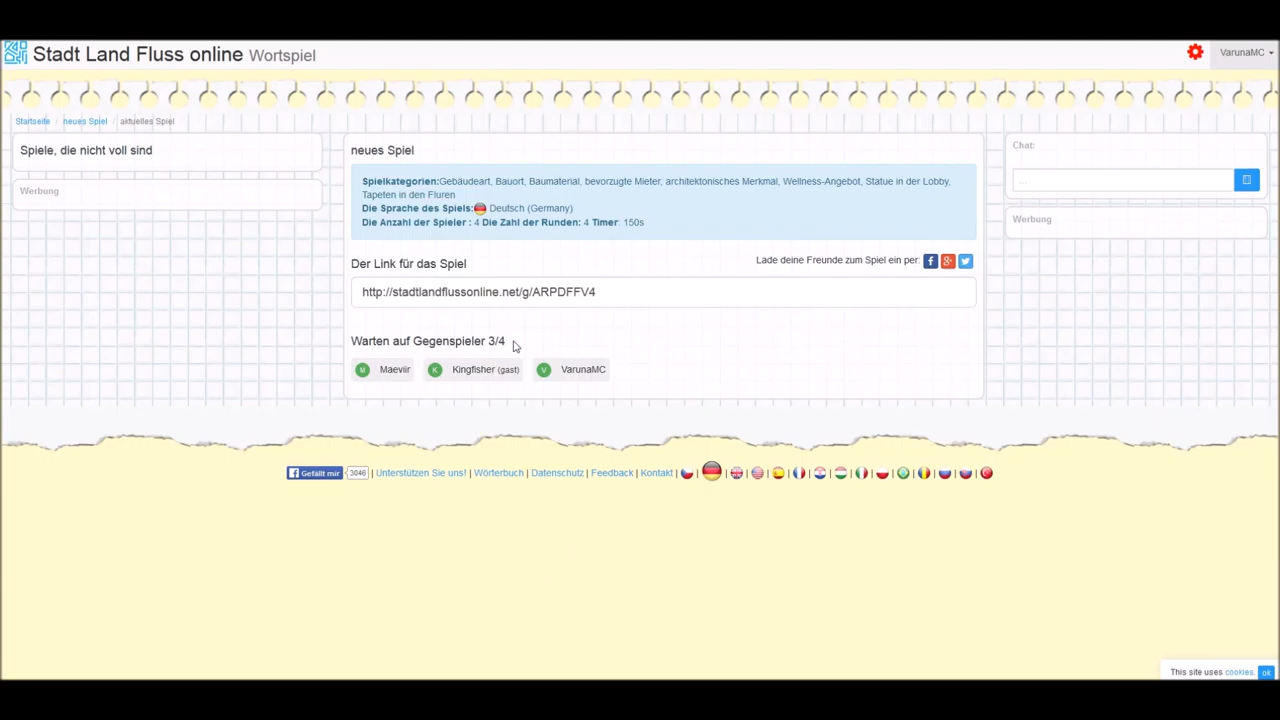 Stadt Land Fluss online Wortspiel
VarunaMC
Startseite / neues Spiel / aktuelles Spiel
Spiele, die nicht voll sind
Werbung
neues Spiel
Spielkategorien:Gebäudeart, Bauort, Baumaterial, bevorzugte Mieter, architektonisches Merkmal, Wellness-Angebot, Statue in der Lobby,
Tapeten in den Fluren
Die Sprache des Spiels: Deutsch (Germany)
Die Anzahl der Spieler : 4 Die Zahl der Runden: 4 Timer: 150s
Der Link für das Spiel
Lade deine Freunde zum Spiel ein per:
http://stadtlandflussonline.net/g/ARPDFFV4
Warten auf Gegenspieler 3/4
M Maeviir K Kingfisher (gast) V VarunaMC
Chat:
...
Werbung
Gefällt mir 3046 | Unterstützen Sie uns! | Wörterbuch | Datenschutz | Feedback | Kontakt |
This site uses cookies. ok